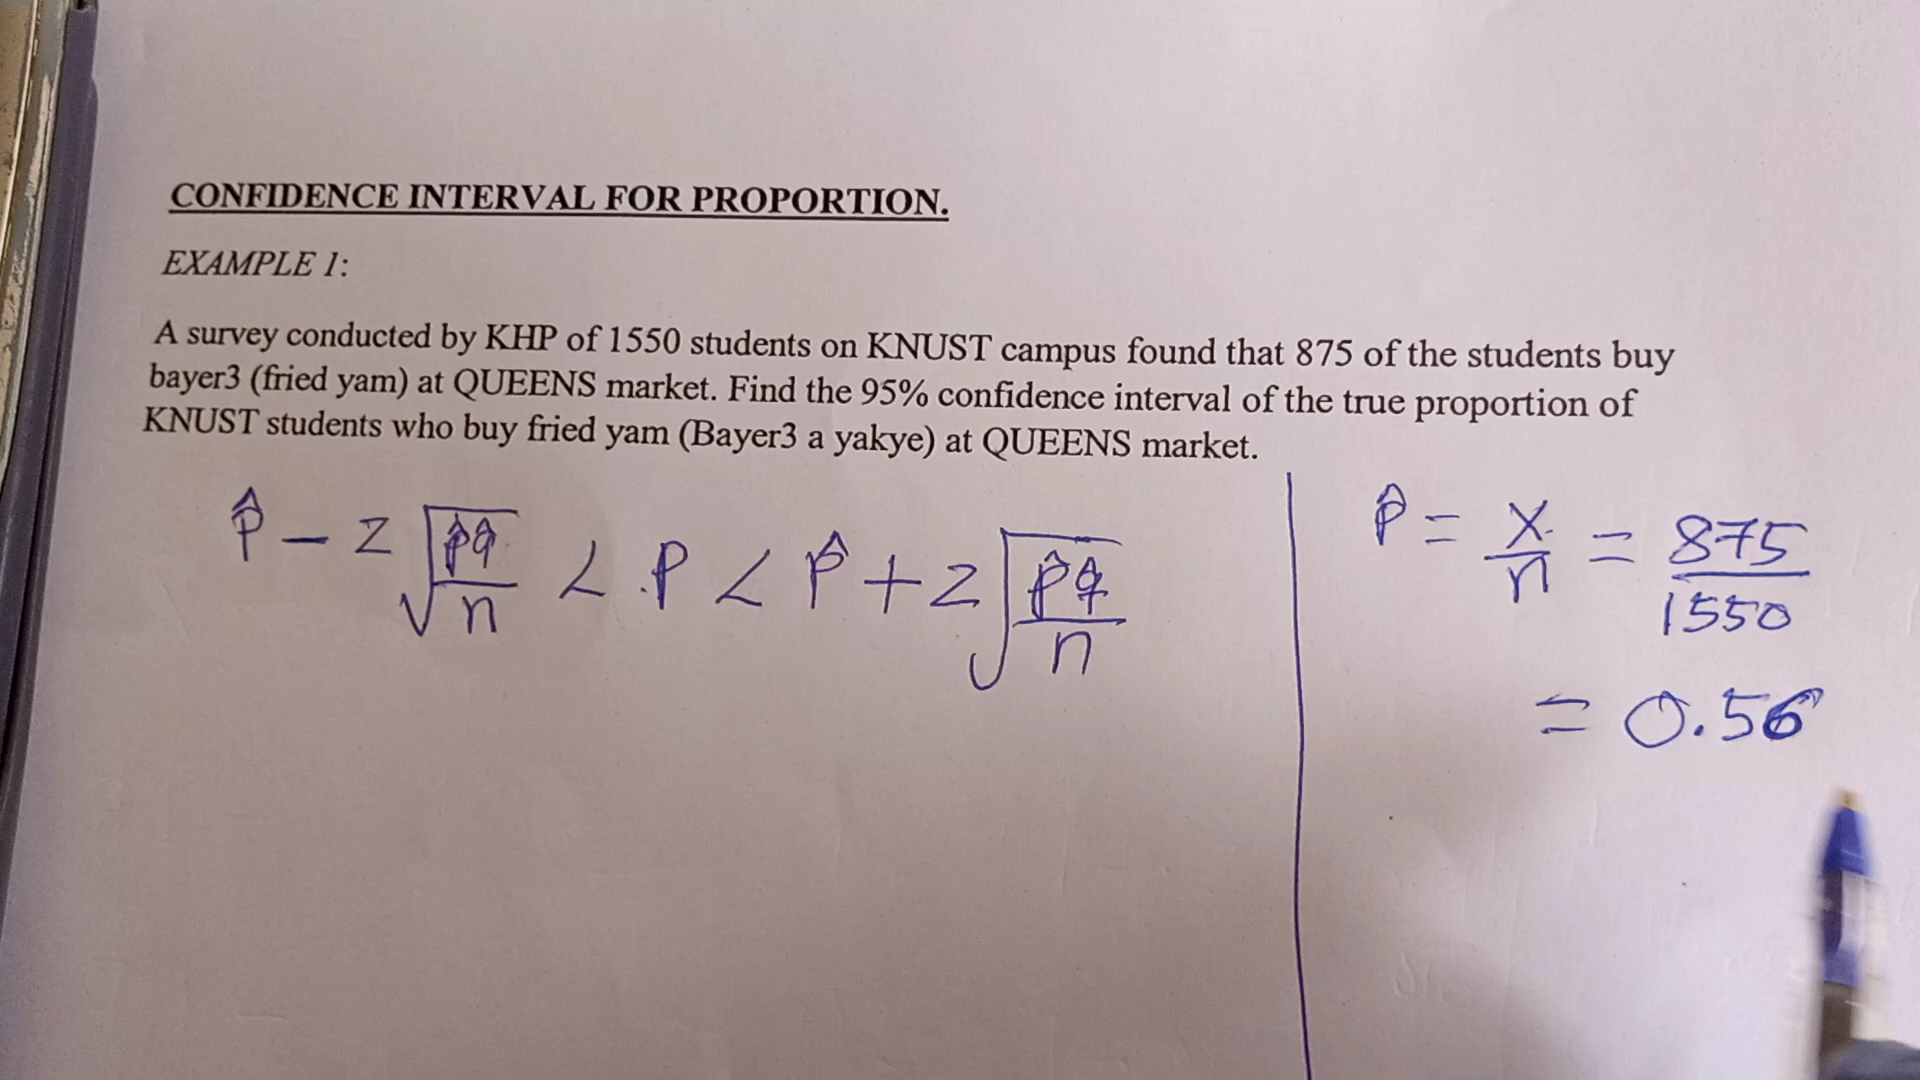 CONFIDENCE INTERVAL FOR PROPORTION.
EXAMPLE 1:
A survey conducted by KHP of 1550 students on KNUST campus found that 875 of the students buy
bayer3 (fried yam) at QUEENS market. Find the 95% confidence interval of the true proportion of
KNUST students who buy fried yam (Bayer3 a yakye) at QUEENS market.
p̂ - z √(p̂q̂/n) < p < p̂ + z √(p̂q̂/n)
p̂ = x/n = 875/1550
= 0.56